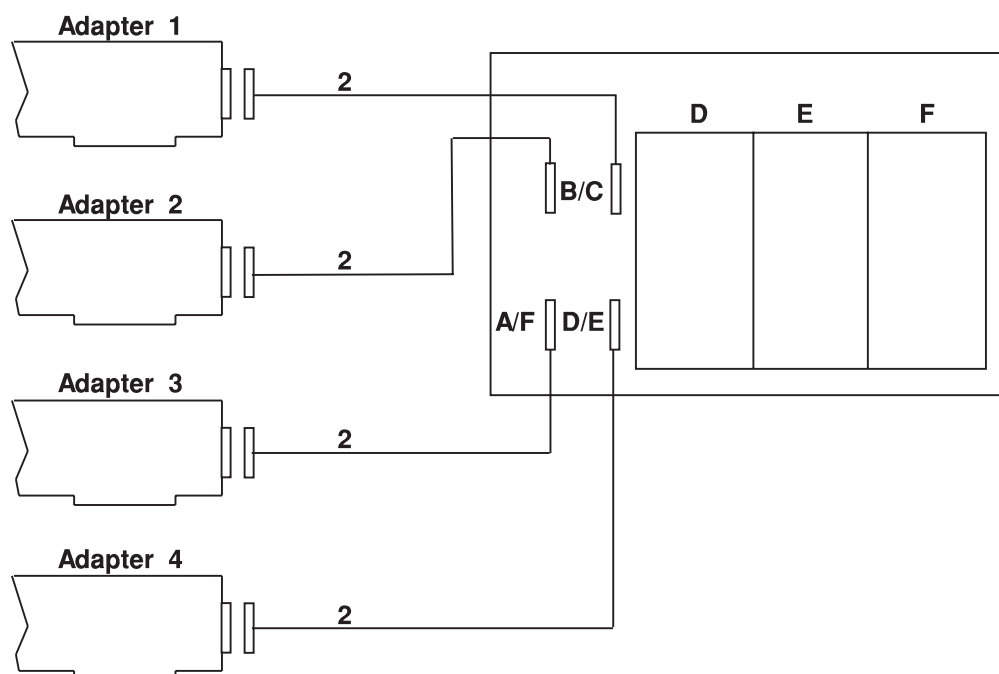 Adapter 1
2
D E F
B/C
Adapter 2
2
A/F D/E
Adapter 3
2
Adapter 4
2